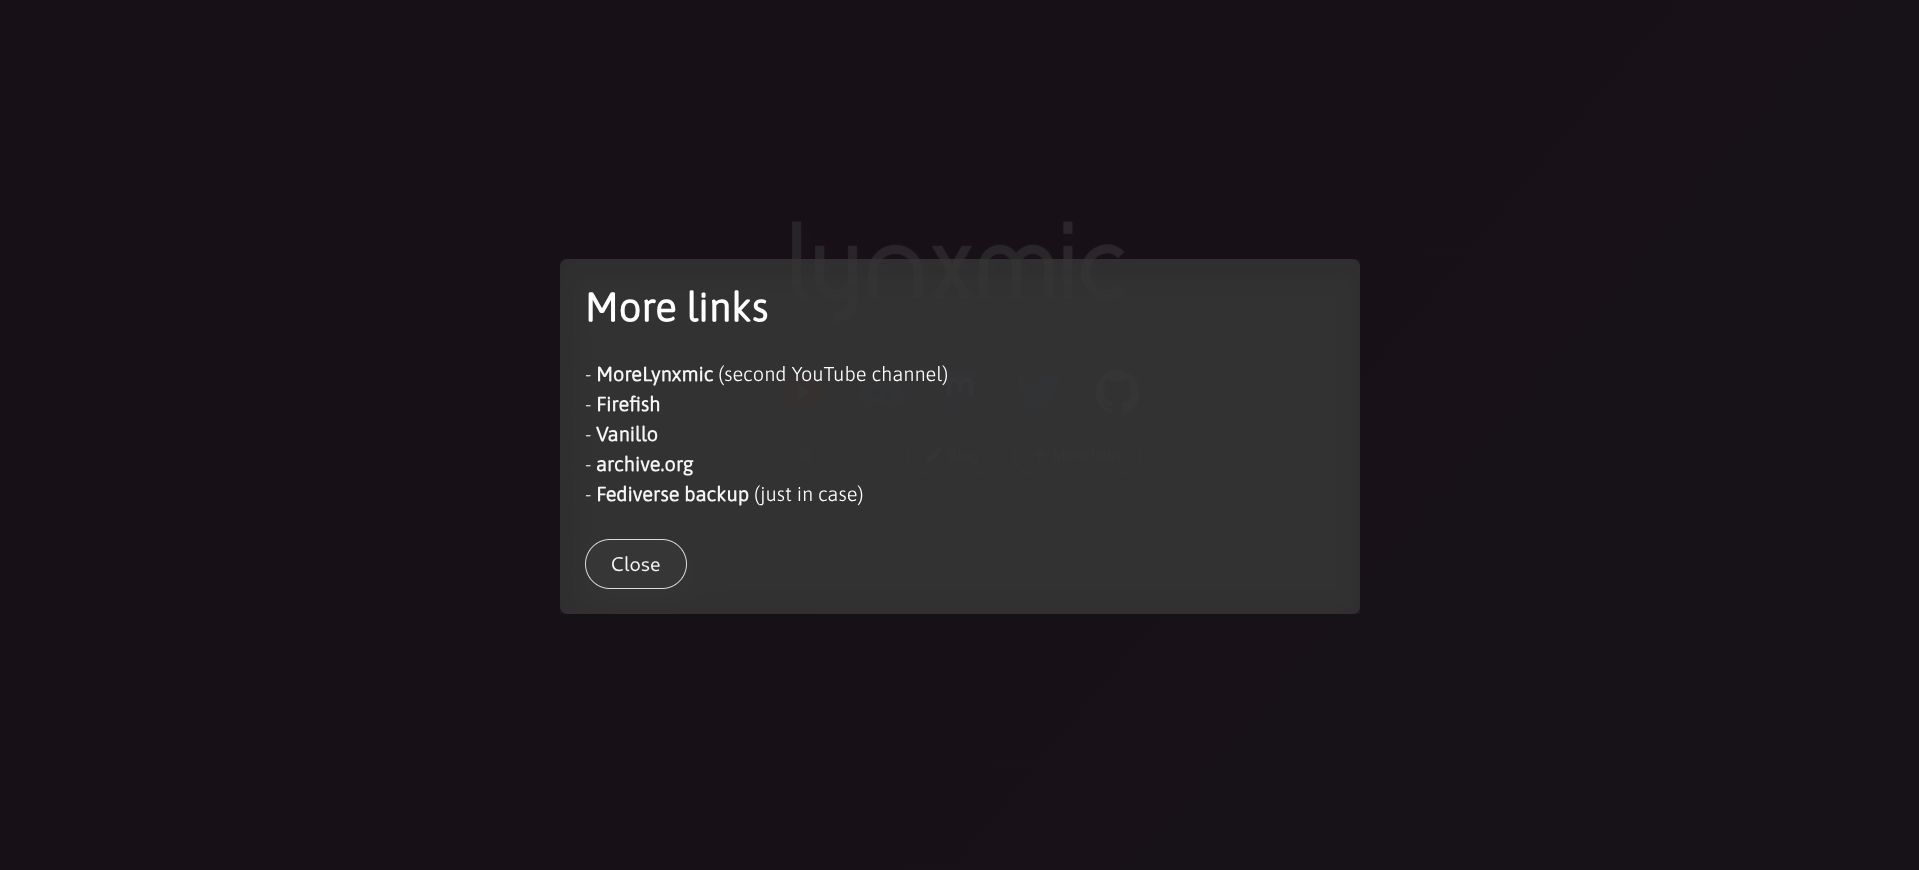 lynxmic
More links
- MoreLynxmic (second YouTube channel)
- Firefish
- Vanillo
- archive.org
- Fediverse backup (just in case)
Close